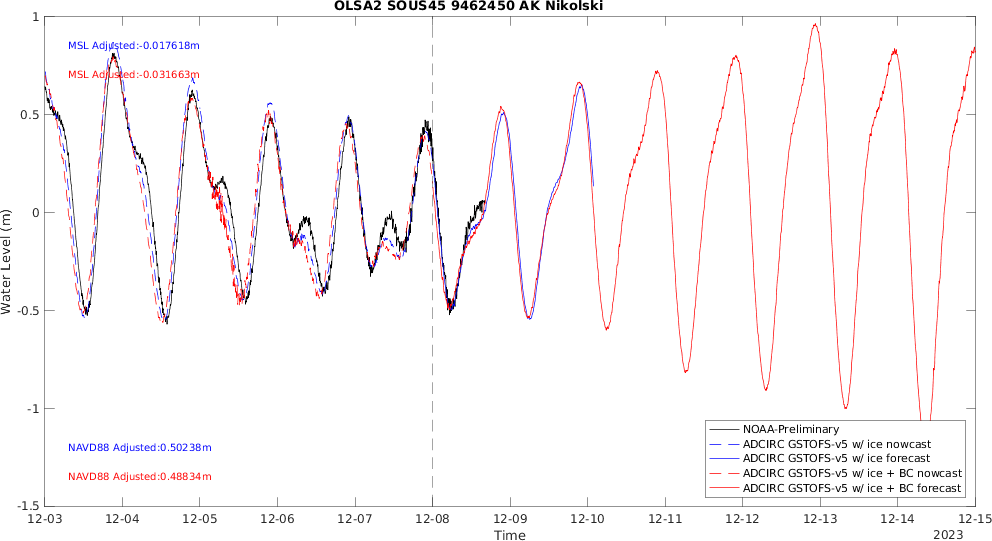 OLSA2 SOUS45 9462450 AK Nikolski
MSL Adjusted:-0.017618m
MSL Adjusted:-0.031663m
NAVD88 Adjusted:0.50238m
NAVD88 Adjusted:0.48834m
Water Level (m)
1
0.5
0
-0.5
-1
-1.5
NOAA-Preliminary
ADCIRC GSTOFS-v5 w/ ice nowcast
ADCIRC GSTOFS-v5 w/ ice forecast
ADCIRC GSTOFS-v5 w/ ice + BC nowcast
ADCIRC GSTOFS-v5 w/ ice + BC forecast
12-03 12-04 12-05 12-06 12-07 12-08 12-09 12-10 12-11 12-12 12-13 12-14 12-15
Time
2023